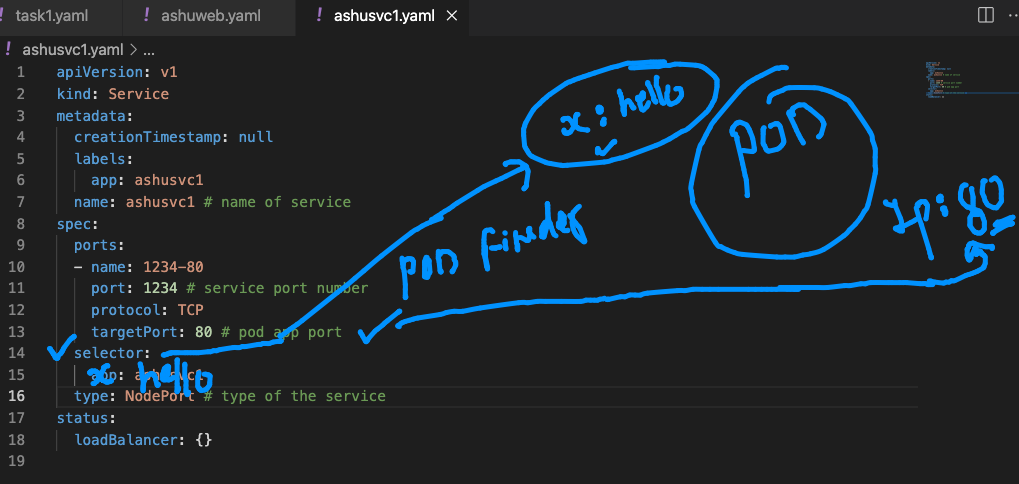 task1.yaml ! ashuweb.yaml ! ashusvc1.yaml ×
! ashusvc1.yaml > ...
1 apiVersion: v1
2 kind: Service
3 metadata:
4 creationTimestamp: null
5 labels:
6 app: ashusvc1
7 name: ashusvc1 # name of service
8 spec:
9 ports:
10 - name: 1234-80
11 port: 1234 # service port number
12 protocol: TCP
13 targetPort: 80 # pod app port
14 selector:
15 app: ashusvc1
16 type: NodePort # type of the service
17 status:
18 loadBalancer: {}
19
x : hello
POD
IP : 80
POD finder
x hello